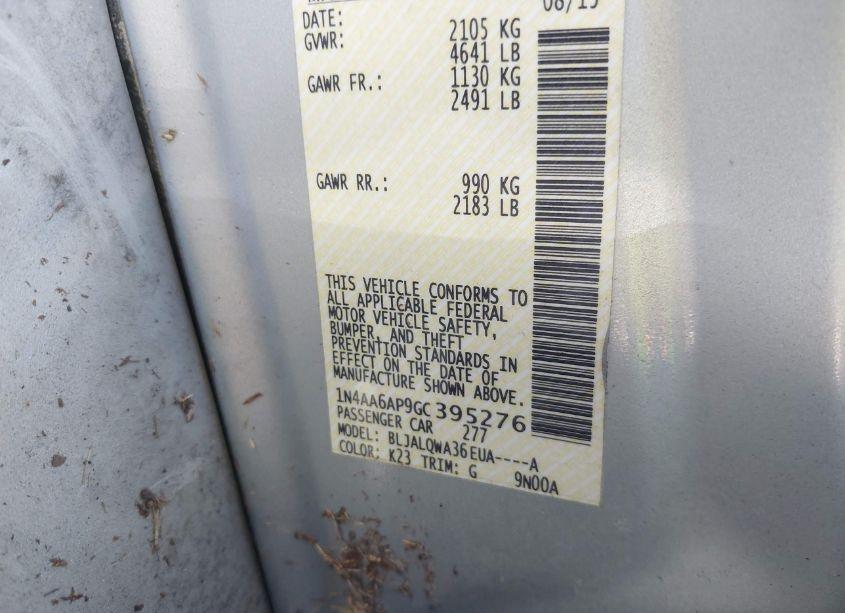 DATE: 08/15
GVWR: 2105 KG
4641 LB
GAWR FR.: 1130 KG
2491 LB
GAWR RR.: 990 KG
2183 LB
THIS VEHICLE CONFORMS TO
ALL APPLICABLE FEDERAL
MOTOR VEHICLE SAFETY,
BUMPER, AND THEFT
PREVENTION STANDARDS IN
EFFECT ON THE DATE OF
MANUFACTURE SHOWN ABOVE.
1N4AA6AP9GC395276
PASSENGER CAR 277
MODEL: BLJALQWA36EUA----A
COLOR: K23 TRIM: G 9N00A